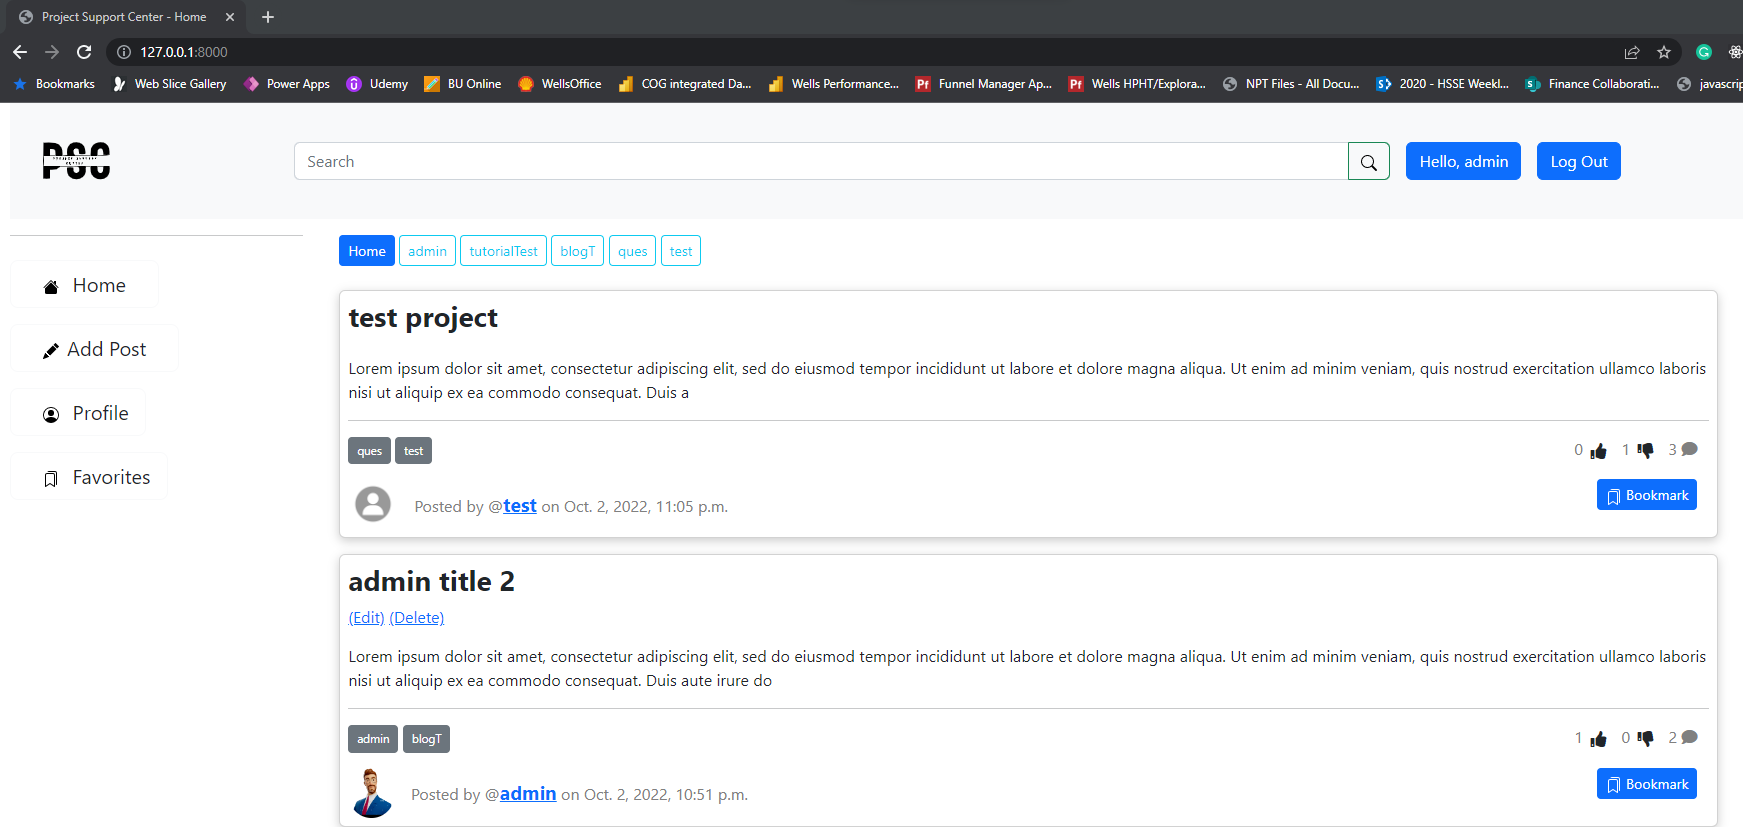 Project Support Center - Home
127.0.0.1:8000
Bookmarks Web Slice Gallery Power Apps Udemy BU Online WellsOffice COG integrated Da... Wells Performance... Funnel Manager Ap... Wells HPHT/Explora... NPT Files - All Docu... 2020 - HSSE Weekl... Finance Collaborati... javascrip
PSC
Search
Hello, admin
Log Out
Home admin tutorialTest blogT ques test
Home
Add Post
Profile
Favorites
test project
Lorem ipsum dolor sit amet, consectetur adipiscing elit, sed do eiusmod tempor incididunt ut labore et dolore magna aliqua. Ut enim ad minim veniam, quis nostrud exercitation ullamco laboris
nisi ut aliquip ex ea commodo consequat. Duis a
ques test
0 1 3
Posted by @test on Oct. 2, 2022, 11:05 p.m.
Bookmark
admin title 2
(Edit) (Delete)
Lorem ipsum dolor sit amet, consectetur adipiscing elit, sed do eiusmod tempor incididunt ut labore et dolore magna aliqua. Ut enim ad minim veniam, quis nostrud exercitation ullamco laboris
nisi ut aliquip ex ea commodo consequat. Duis aute irure do
admin blogT
1 0 2
Posted by @admin on Oct. 2, 2022, 10:51 p.m.
Bookmark